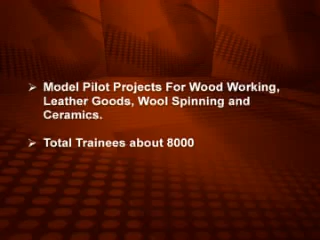 ➢ Model Pilot Projects For Wood Working,
Leather Goods, Wool Spinning and
Ceramics.
➢ Total Trainees about 8000